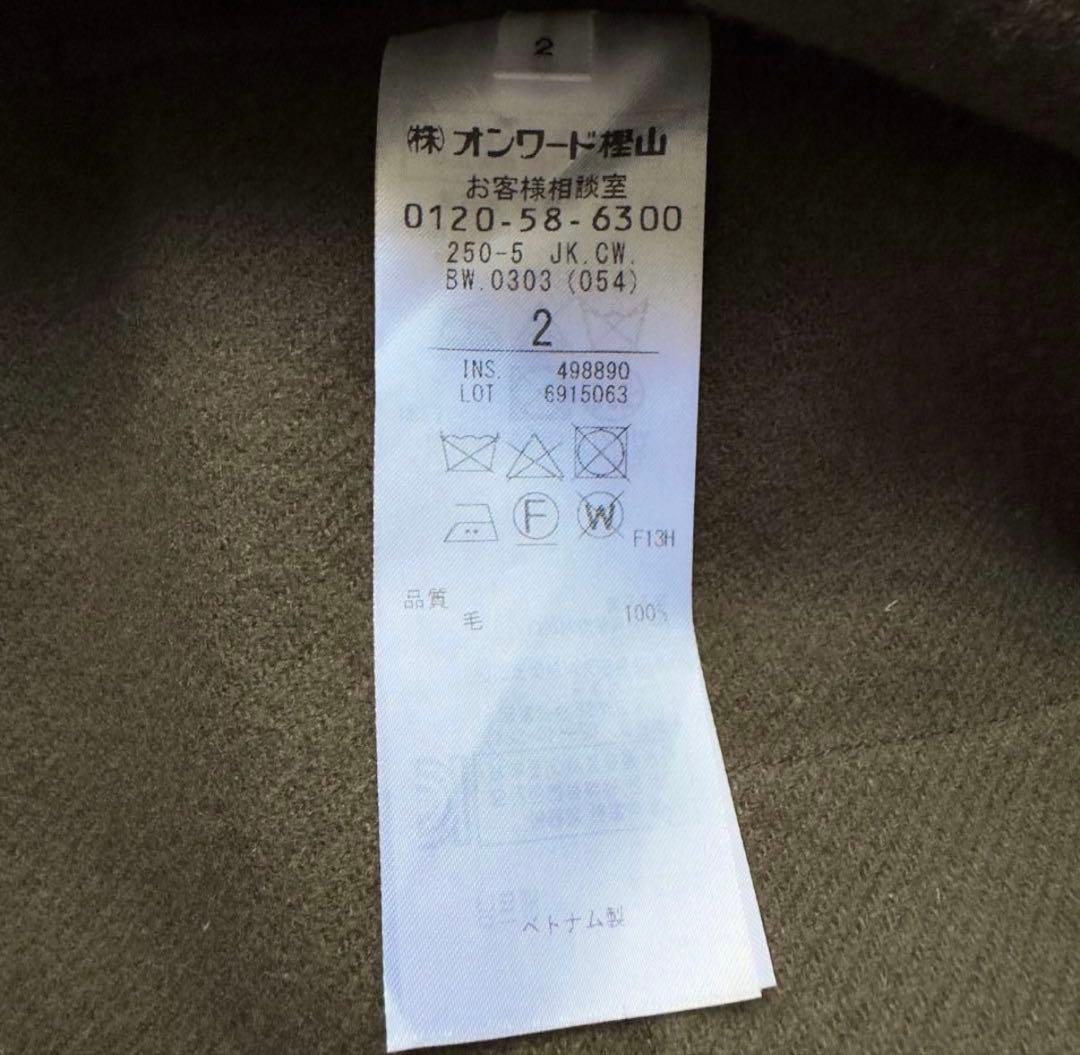 2
㈱オンワード樫山
お客様相談室
0120-58-6300
250-5 JK.CW.
BW.0303 (054)
2
INS. 498890
LOT 6915063
F
W
F13H
品質
毛 100%
ベトナム製